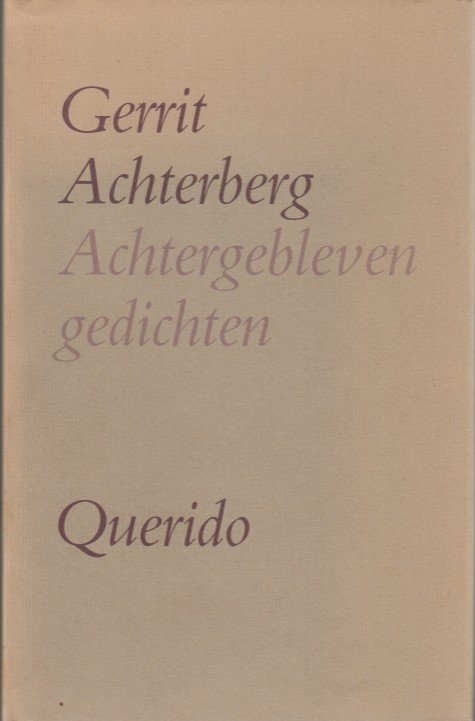 Gerrit
Achterberg
Achtergebleven
gedichten
Querido